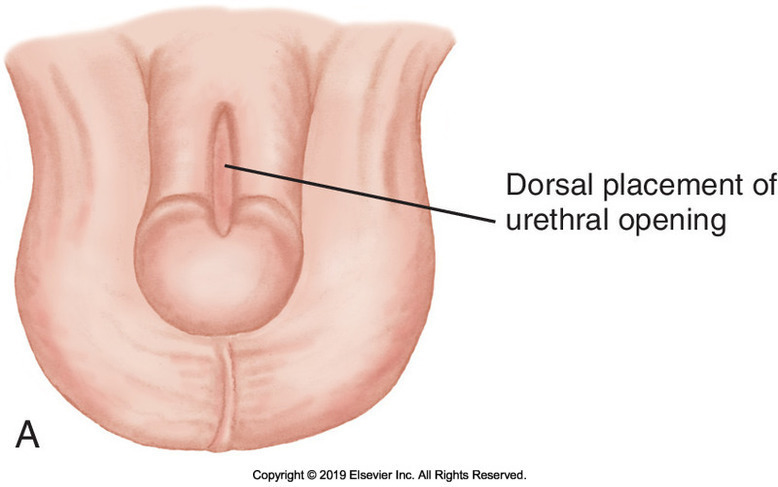 Dorsal placement of
urethral opening
A
Copyright © 2019 Elsevier Inc. All Rights Reserved.